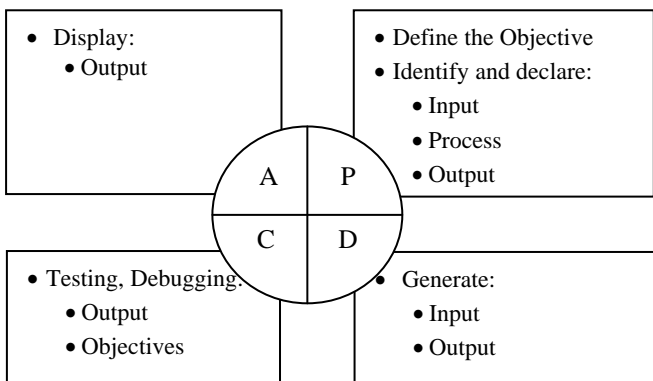 • Display:
• Output
• Define the Objective
• Identify and declare:
• Input
• Process
• Output
A P
C D
• Testing, Debugging:
• Output
• Objectives
• Generate:
• Input
• Output